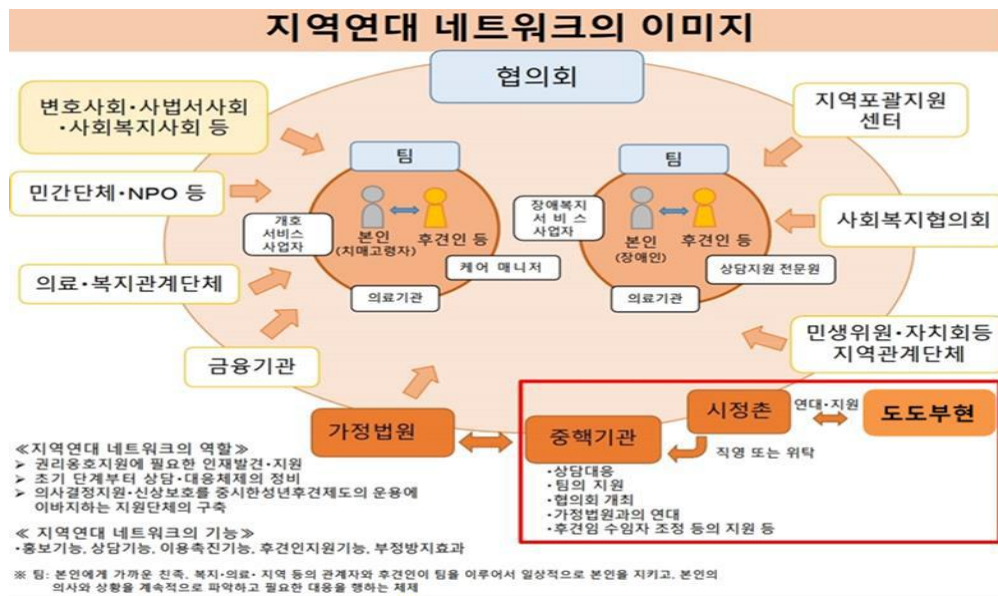 지역연대 네트워크의 이미지
협의회
변호사회·사법서사회
·사회복지사회 등
민간단체·NPO 등
의료·복지관계단체
금융기관
지역포괄지원
센터
사회복지협의회
민생위원·자치회등
지역관계단체
팀
개호
서비스
사업자
본인
(치매고령자)
후견인 등
케어 매니저
의료기관
팀
장애복지
서 비 스
사업자
본인
(장애인)
후견인 등
상담지원 전문원
의료기관
가정법원
중핵기관
시정촌
연대·지원
도도부현
직영 또는 위탁
·상담대응
·팀의 지원
·협의회 개최
·가정법원과의 연대
·후견임 수임자 조정 등의 지원 등
≪지역연대 네트워크의 역할≫
➢ 권리옹호지원에 필요한 인재발견·지원
➢ 초기 단계부터 상담·대응체제의 정비
➢ 의사결정지원·신상보호를 중시한성년후견제도의 운용에
이바지하는 지원단체의 구축
≪ 지역연대 네트워크의 기능≫
·홍보기능, 상담기능, 이용촉진기능, 후견인지원기능, 부정방지효과
※ 팀: 본인에게 가까운 친족, 복지·의료· 지역 등의 관계자와 후견인이 팀을 이루어서 일상적으로 본인을 지키고, 본인의
의사와 상황을 계속적으로 파악하고 필요한 대응을 행하는 체제